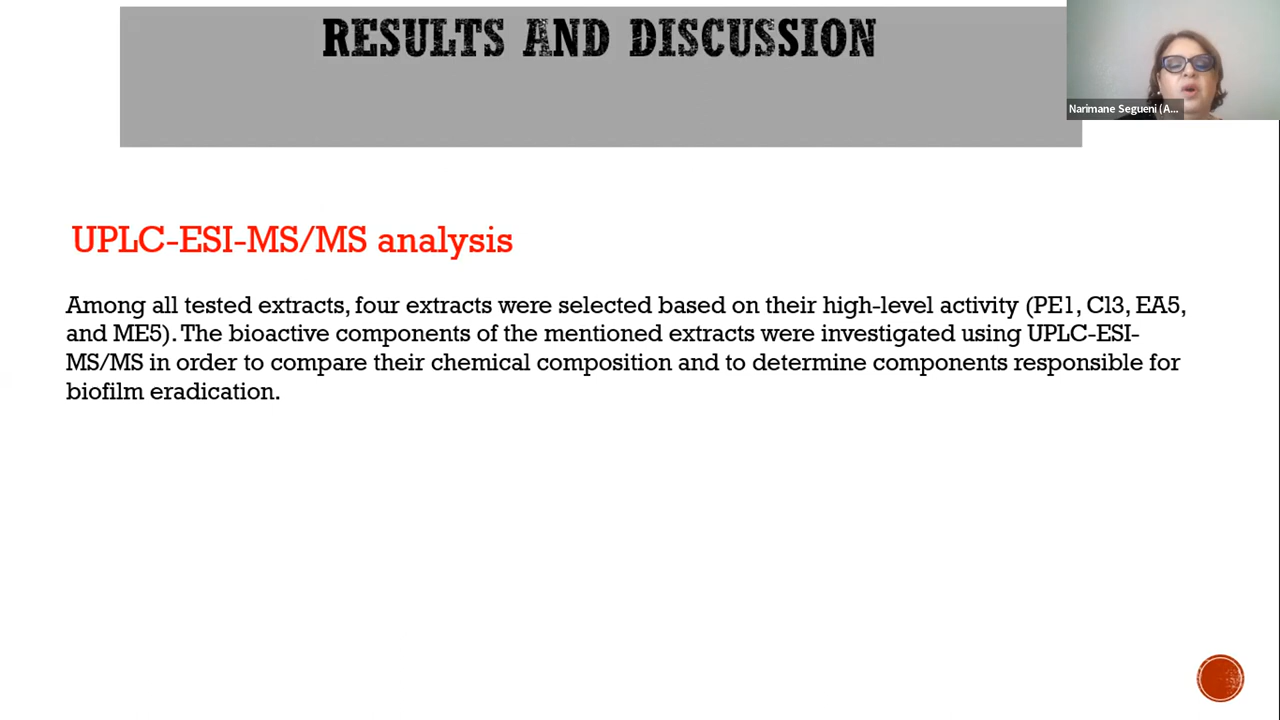 RESULTS AND DISCUSSION
Narimane Segueni (A...
UPLC-ESI-MS/MS analysis
Among all tested extracts, four extracts were selected based on their high-level activity (PE1, Cl3, EA5,
and ME5). The bioactive components of the mentioned extracts were investigated using UPLC-ESI-
MS/MS in order to compare their chemical composition and to determine components responsible for
biofilm eradication.